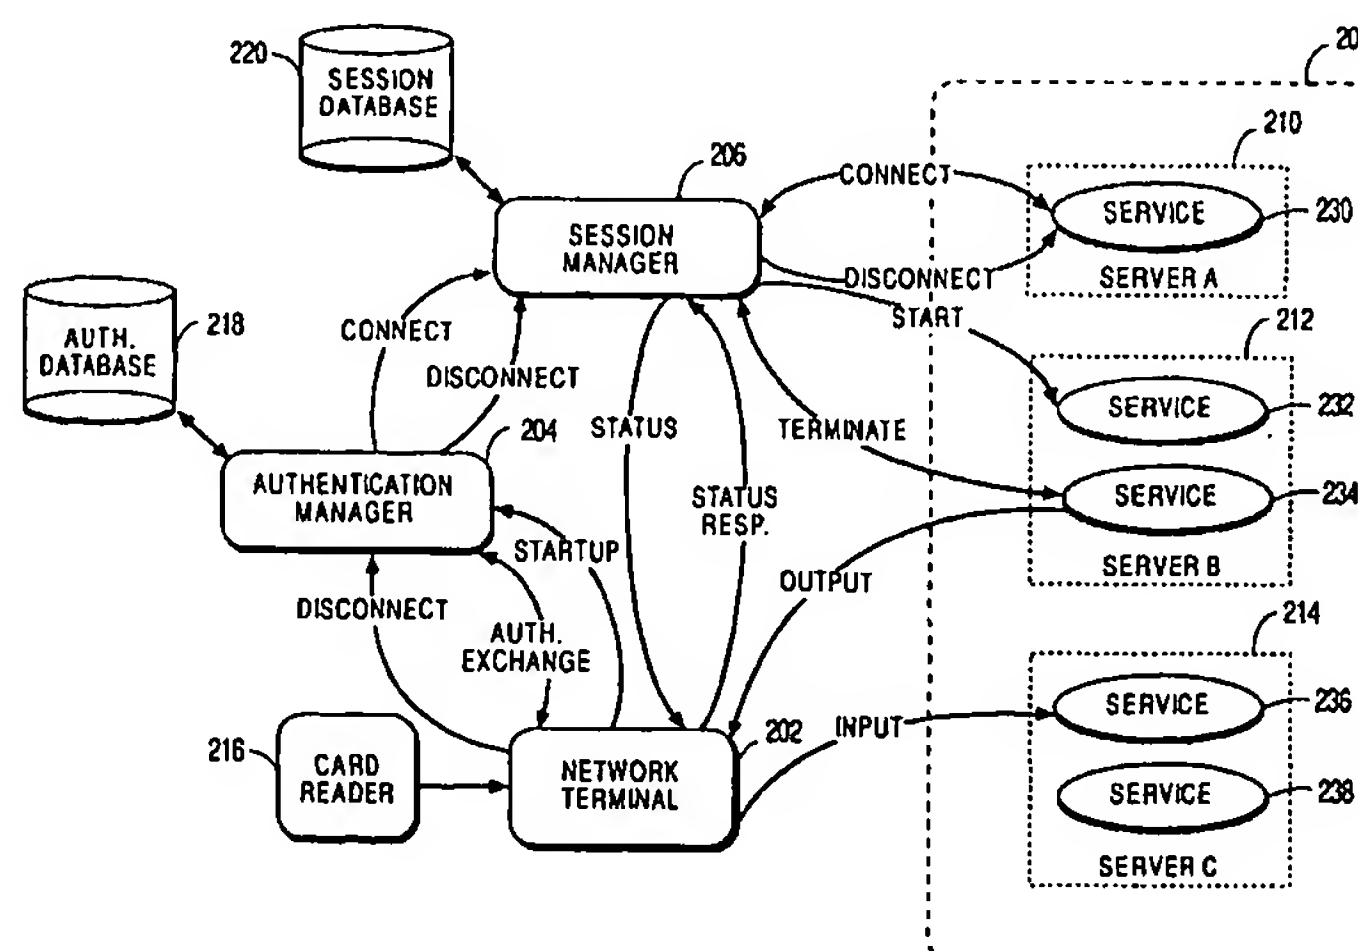 20
220
SESSION
DATABASE
206
210
CONNECT
SERVICE
230
SESSION
MANAGER
DISCONNECT
SERVER A
START
218
AUTH.
DATABASE
CONNECT
212
DISCONNECT
SERVICE
232
204
STATUS
TERMINATE
AUTHENTICATION
MANAGER
STATUS
RESP.
SERVICE
234
STARTUP
SERVER B
OUTPUT
DISCONNECT
AUTH.
EXCHANGE
214
SERVICE
236
216
CARD
READER
202
INPUT
NETWORK
TERMINAL
SERVICE
238
SERVER C